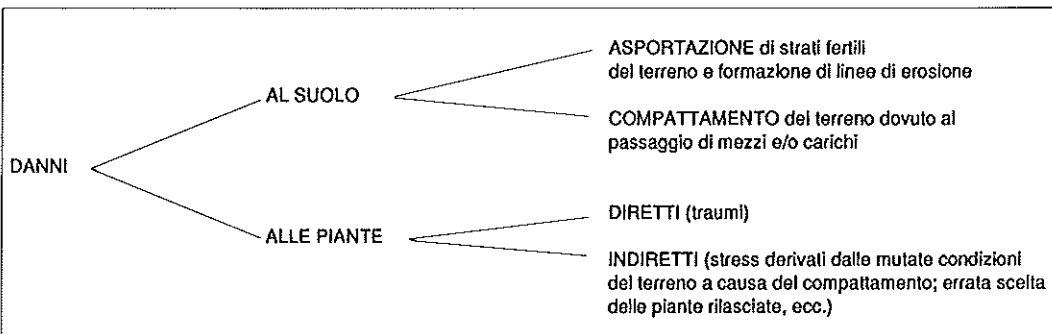 DANNI
AL SUOLO
ASPORTAZIONE di strati fertili
del terreno e formazione di linee di erosione
COMPATTAMENTO del terreno dovuto al
passaggio di mezzi e/o carichi
ALLE PIANTE
DIRETTI (traumi)
INDIRETTI (stress derivati dalle mutate condizioni
del terreno a causa del compattamento; errata scelta
delle piante rilasciate, ecc.)